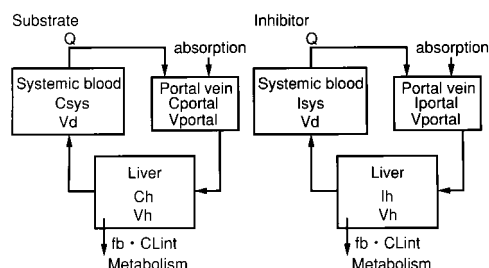 Substrate
Q
absorption
Systemic blood
Csys
Vd
Portal vein
Cportal
Vportal
Liver
Ch
Vh
fb · CLint
Metabolism
Inhibitor
Q
absorption
Systemic blood
Isys
Vd
Portal vein
Iportal
Vportal
Liver
Ih
Vh
fb · CLint
Metabolism